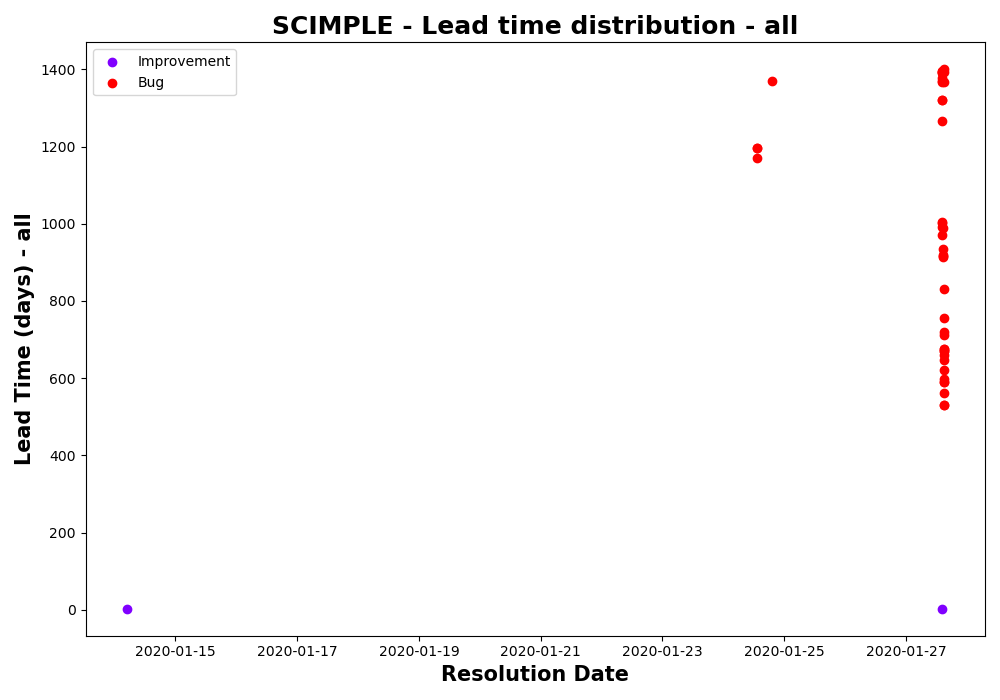 SCIMPLE - Lead time distribution - all
Improvement
Bug
1400
1200
1000
800
600
400
200
0
Lead Time (days) - all
2020-01-15 2020-01-17 2020-01-19 2020-01-21 2020-01-23 2020-01-25 2020-01-27
Resolution Date